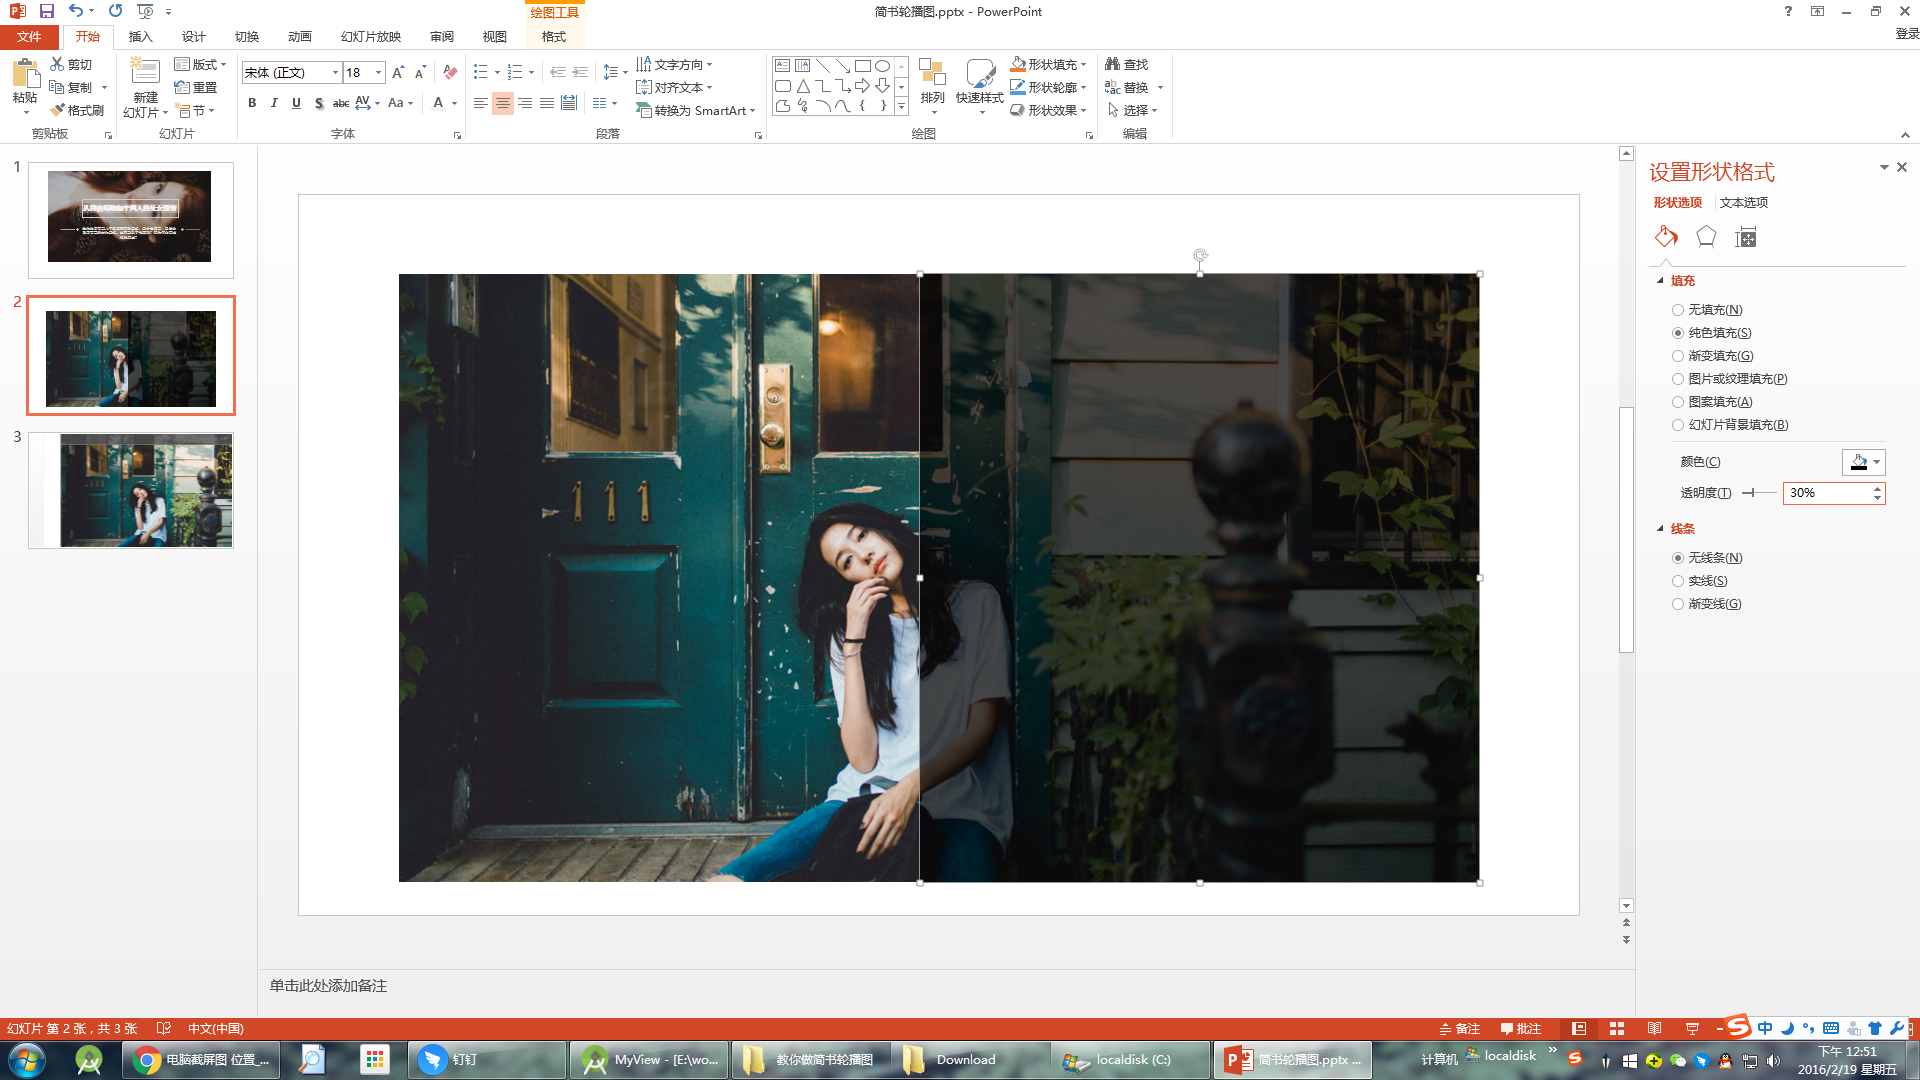 简书轮播图.pptx - PowerPoint
绘图工具
文件 开始 插入 设计 切换 动画 幻灯片放映 审阅 视图 格式 登录
粘贴 剪切 复制 格式刷 剪贴板
新建幻灯片 版式 重置 节 幻灯片
宋体 (正文) 18
B I U S abc AV Aa A 字体
文字方向 对齐文本 转换为 SmartArt 段落
排列 快速样式 形状填充 形状轮廓 形状效果 绘图
查找 替换 选择 编辑
1
2
3
111
设置形状格式
形状选项 文本选项
填充
无填充(N)
纯色填充(S)
渐变填充(G)
图片或纹理填充(P)
图案填充(A)
幻灯片背景填充(B)
颜色(C)
透明度(T) 30%
线条
无线条(N)
实线(S)
渐变线(G)
单击此处添加备注
幻灯片 第 2 张，共 3 张 中文(中国) 备注 批注 中
电脑截屏图 位置_... 钉钉 MyView - [E:\wo... 教你做简书轮播图 Download localdisk (C:) 简书轮播图.pptx ... 计算机 localdisk
下午 12:51
2016/2/19 星期五